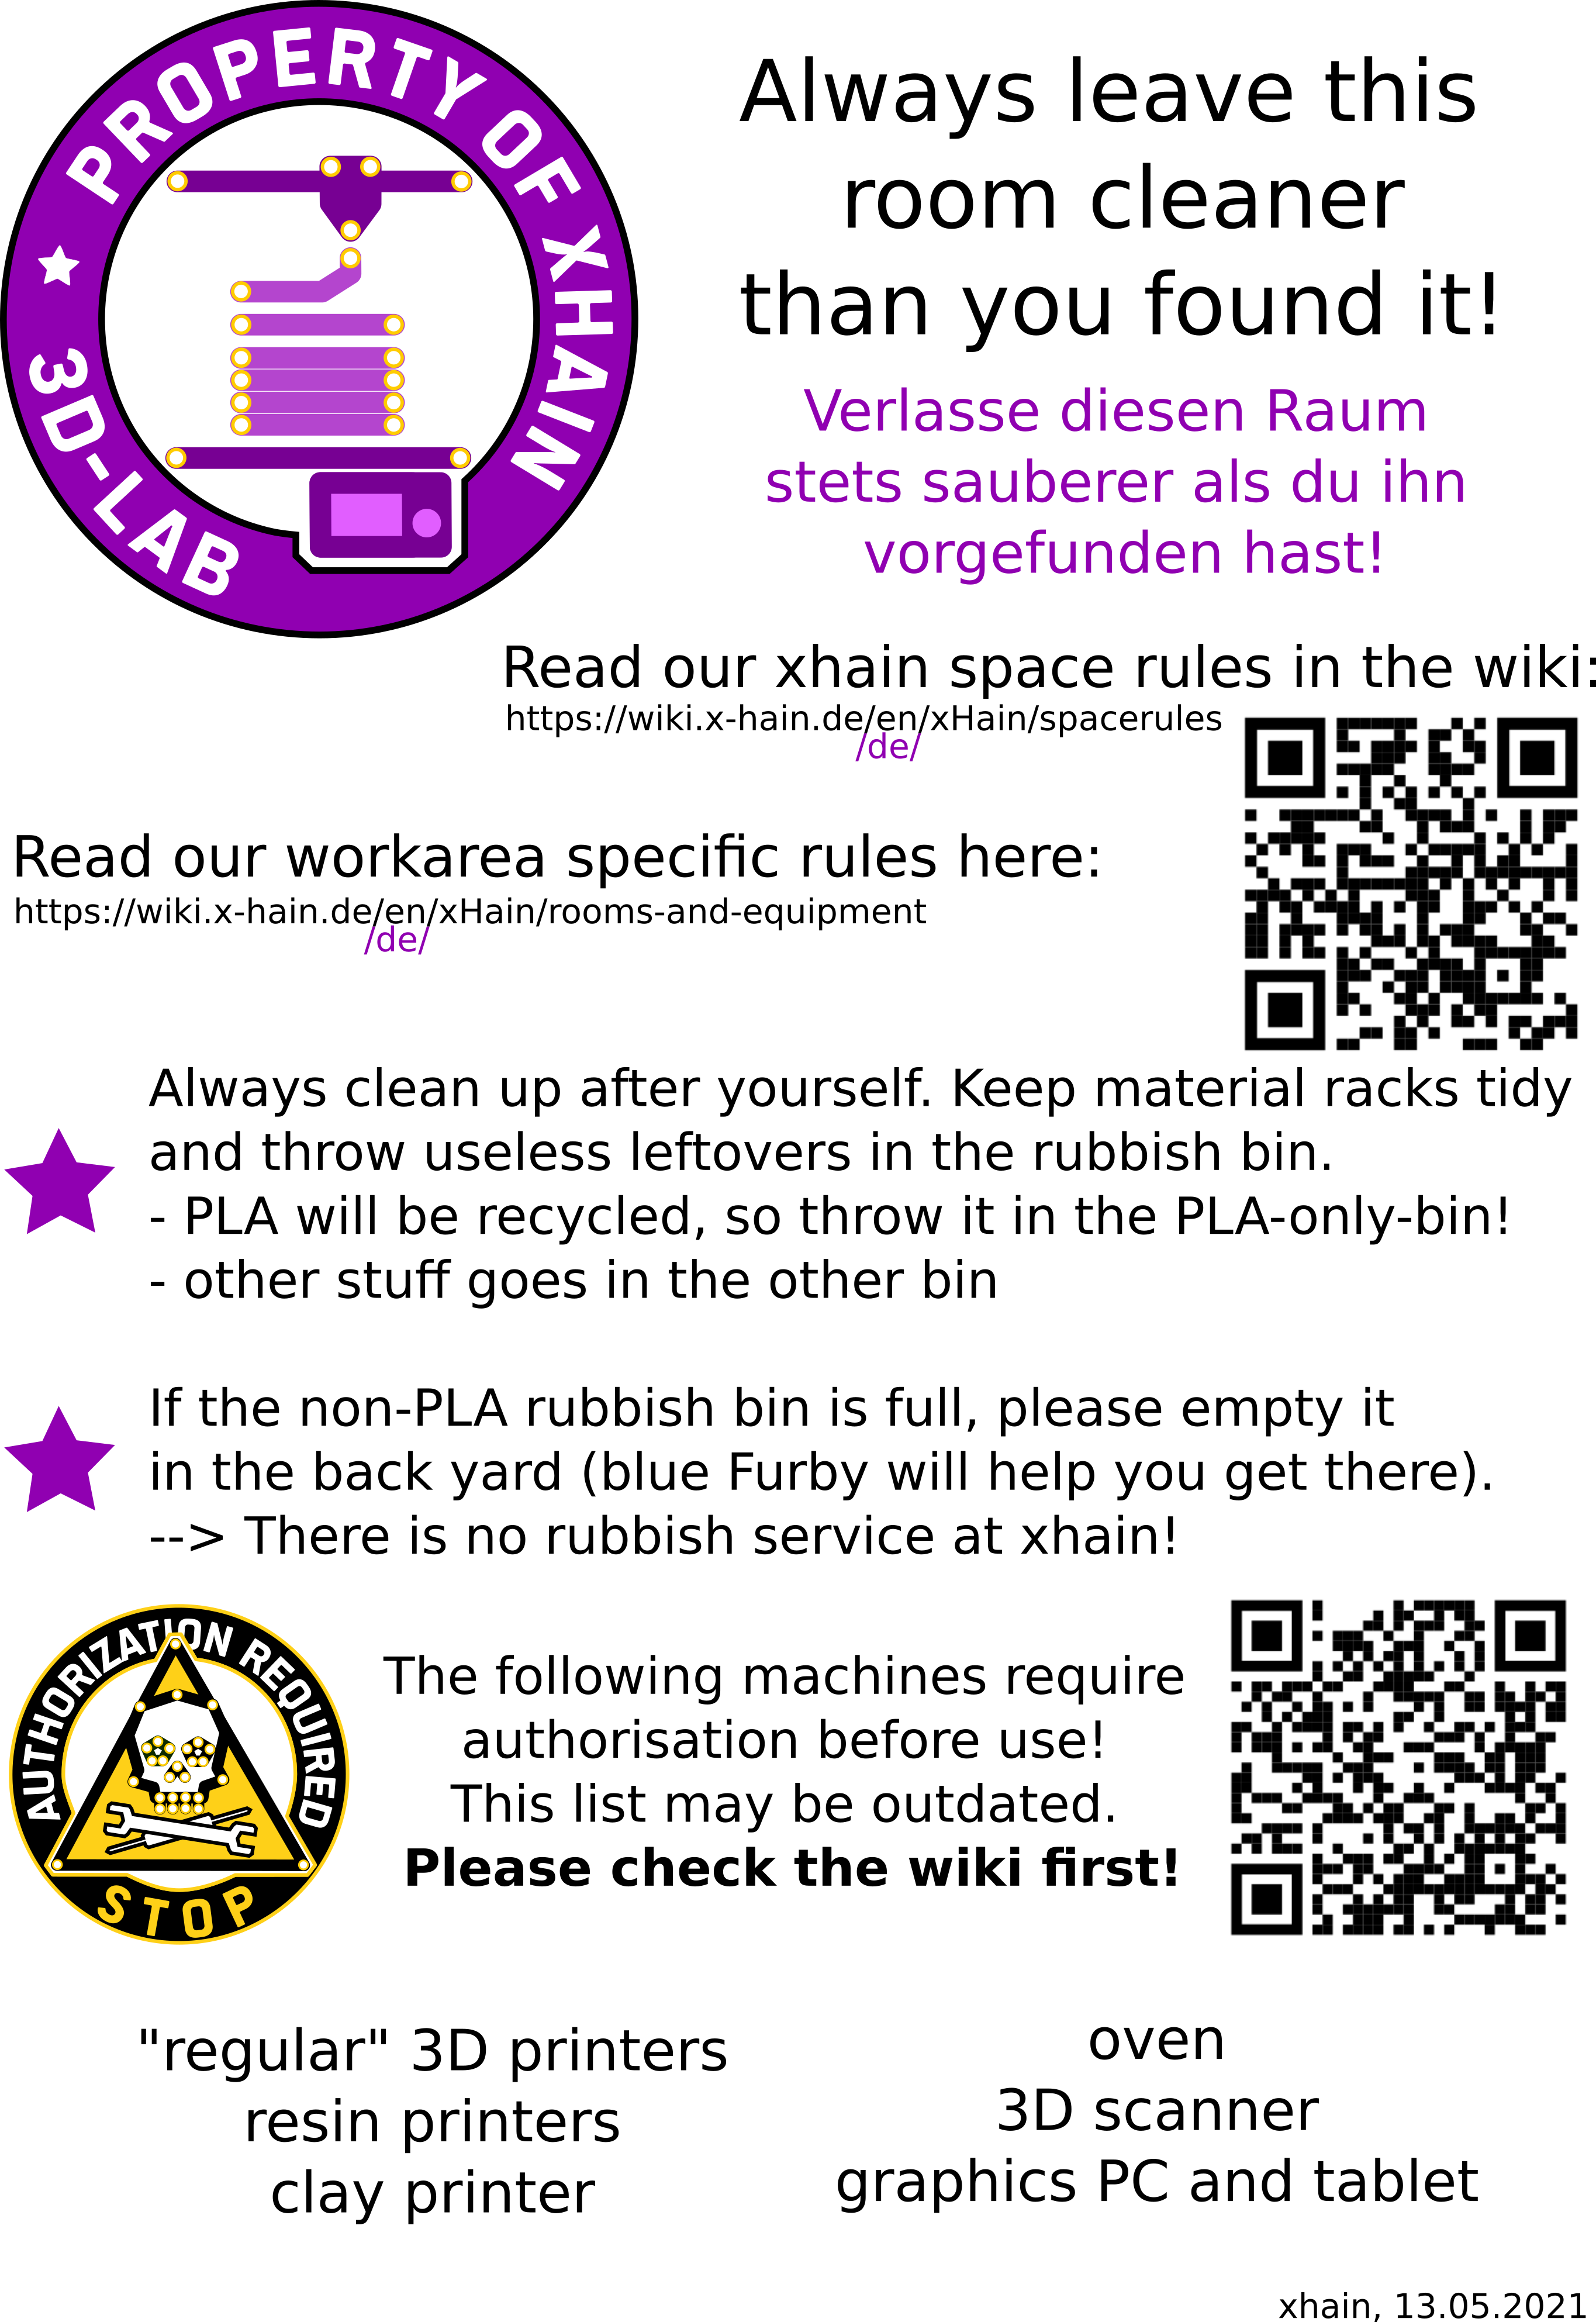 PROPERTY OF XHAIN
3D-LAB
Always leave this
room cleaner
than you found it!
Verlasse diesen Raum
stets sauberer als du ihn
vorgefunden hast!
Read our xhain space rules in the wiki:
https://wiki.x-hain.de/en/xHain/spacerules
/de/
Read our workarea specific rules here:
https://wiki.x-hain.de/en/xHain/rooms-and-equipment
/de/
Always clean up after yourself. Keep material racks tidy
and throw useless leftovers in the rubbish bin.
- PLA will be recycled, so throw it in the PLA-only-bin!
- other stuff goes in the other bin
If the non-PLA rubbish bin is full, please empty it
in the back yard (blue Furby will help you get there).
--> There is no rubbish service at xhain!
AUTHORIZATION REQUIRED
STOP
The following machines require
authorisation before use!
This list may be outdated.
Please check the wiki first!
"regular" 3D printers
resin printers
clay printer
oven
3D scanner
graphics PC and tablet
xhain, 13.05.2021